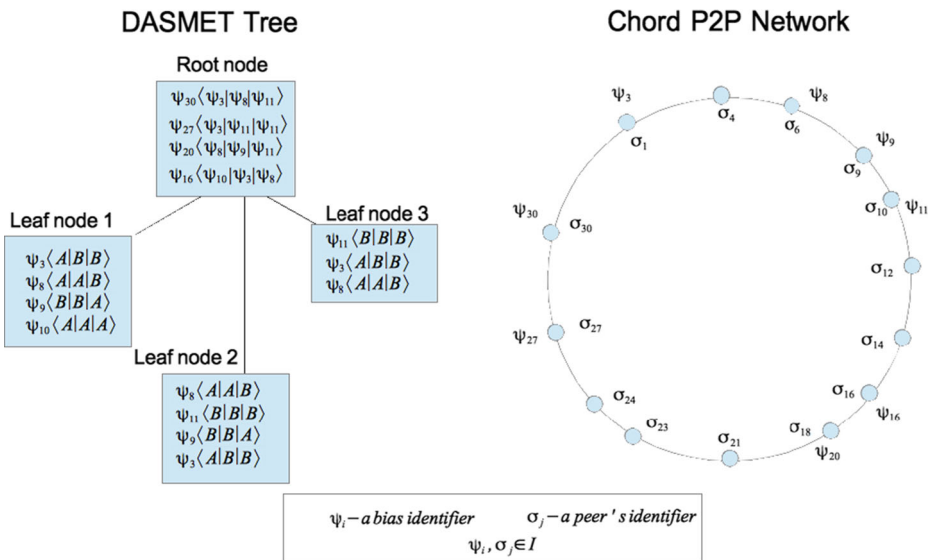 DASMET Tree
Root node
ψ₃₀⟨ψ₃|ψ₈|ψ₁₁⟩
ψ₂₇⟨ψ₃|ψ₁₁|ψ₁₁⟩
ψ₂₀⟨ψ₈|ψ₉|ψ₁₁⟩
ψ₁₆⟨ψ₁₀|ψ₃|ψ₈⟩
Leaf node 1
ψ₃⟨A|B|B⟩
ψ₈⟨A|A|B⟩
ψ₉⟨B|B|A⟩
ψ₁₀⟨A|A|A⟩
Leaf node 2
ψ₈⟨A|A|B⟩
ψ₁₁⟨B|B|B⟩
ψ₉⟨B|B|A⟩
ψ₃⟨A|B|B⟩
Leaf node 3
ψ₁₁⟨B|B|B⟩
ψ₃⟨A|B|B⟩
ψ₈⟨A|A|B⟩
Chord P2P Network
ψ₃
σ₁
σ₄
ψ₈
σ₆
ψ₉
σ₉
σ₁₀
ψ₁₁
σ₁₂
σ₁₄
σ₁₆
ψ₁₆
σ₁₈
ψ₂₀
σ₂₁
σ₂₃
σ₂₄
ψ₂₇
σ₂₇
ψ₃₀
σ₃₀
ψᵢ – a bias identifier
σⱼ – a peer's identifier
ψᵢ, σⱼ ∈ I